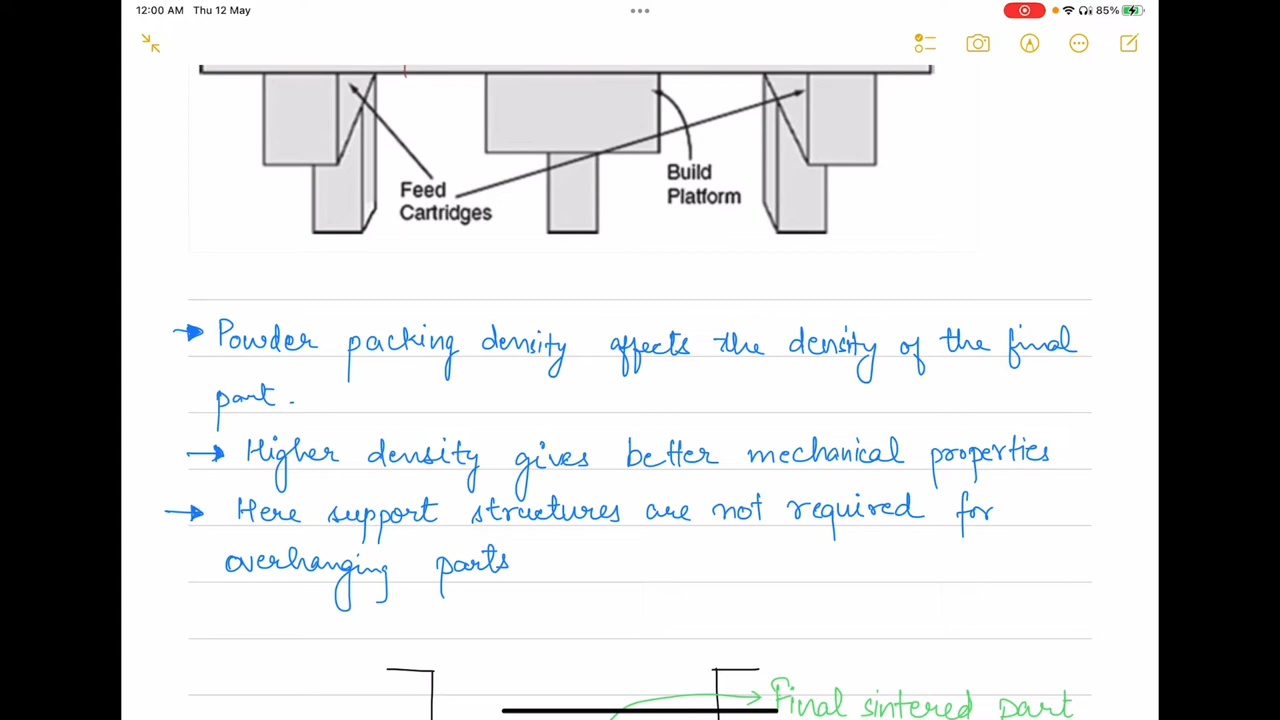 12:00 AM Thu 12 May
85%
Feed
Cartridges
Build
Platform
→ Powder packing density affects the density of the final
part.
→ Higher density gives better mechanical properties
→ Here support structures are not required for
overhanging parts
Final sintered part